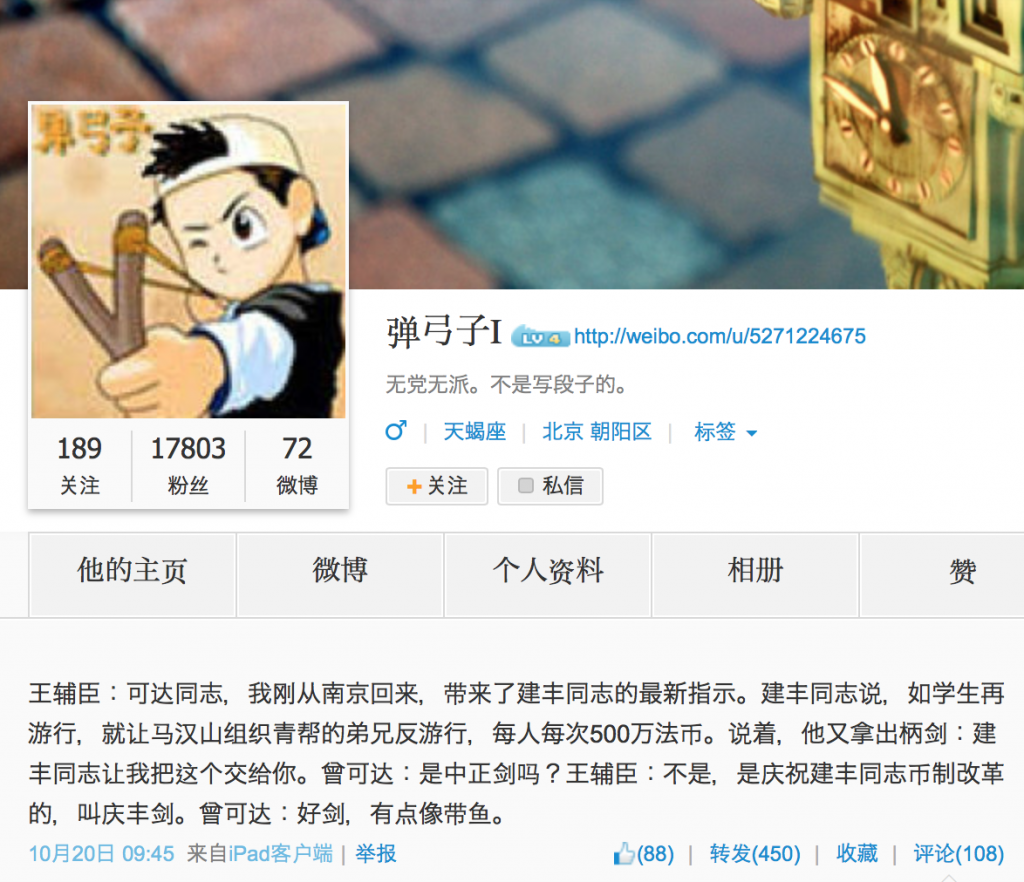 弹弓子
弹弓子I LV 4 http://weibo.com/u/5271224675
无党无派。不是写段子的。
♂ | 天蝎座 | 北京 朝阳区 | 标签
189 17803 72
关注 粉丝 微博
+关注 私信
他的主页 微博 个人资料 相册 赞
王辅臣：可达同志，我刚从南京回来，带来了建丰同志的最新指示。建丰同志说，如学生再
游行，就让马汉山组织青帮的弟兄反游行，每人每次500万法币。说着，他又拿出柄剑：建
丰同志让我把这个交给你。曾可达：是中正剑吗？王辅臣：不是，是庆祝建丰同志币制改革
的，叫庆丰剑。曾可达：好剑，有点像带鱼。
10月20日 09:45 来自iPad客户端 | 举报 (88) | 转发(450) | 收藏 | 评论(108)